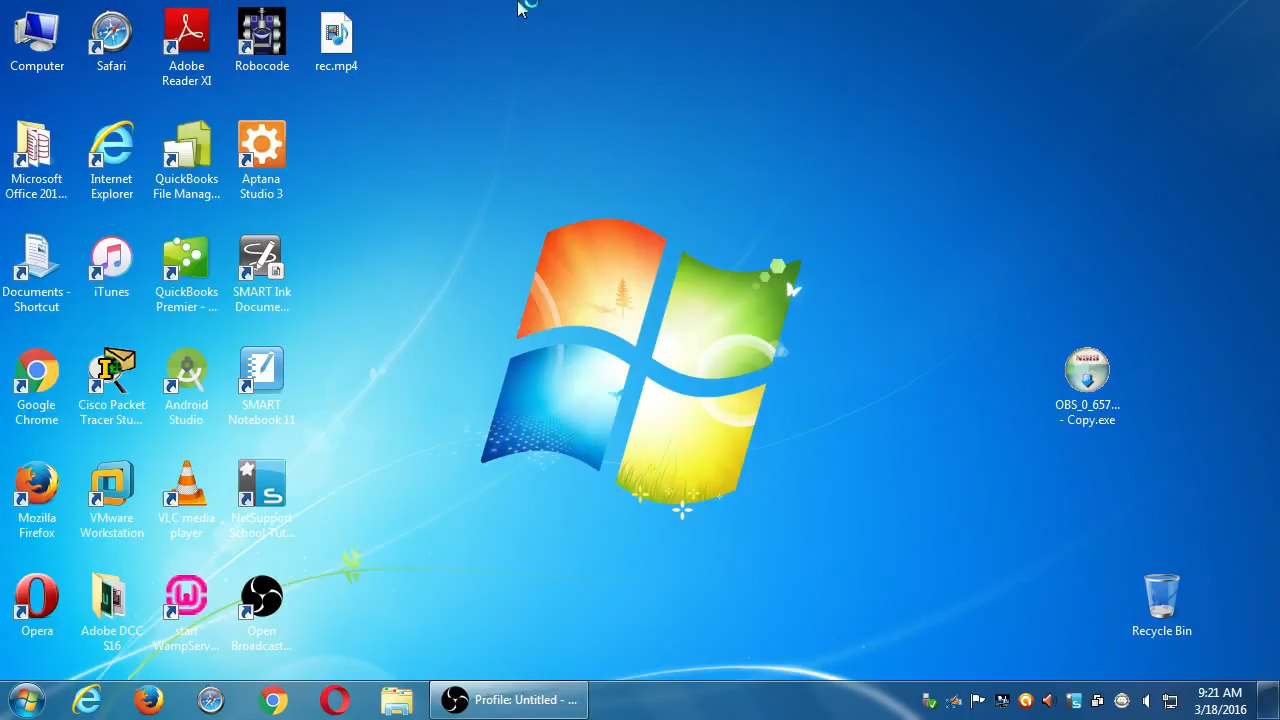 Computer
Safari
Adobe
Reader XI
Robocode
rec.mp4
Microsoft
Office 201...
Internet
Explorer
QuickBooks
File Manag...
Aptana
Studio 3
Documents -
Shortcut
iTunes
QuickBooks
Premier - ...
SMART Ink
Docume...
Google
Chrome
Cisco Packet
Tracer Stu...
Android
Studio
SMART
Notebook 11
OBS_0_657...
- Copy.exe
Mozilla
Firefox
VMware
Workstation
VLC media
player
NetSupport
School Tut...
Opera
Adobe DCC
S16
start
WampServ...
Open
Broadcast...
Recycle Bin
Profile: Untitled - ...
9:21 AM
3/18/2016